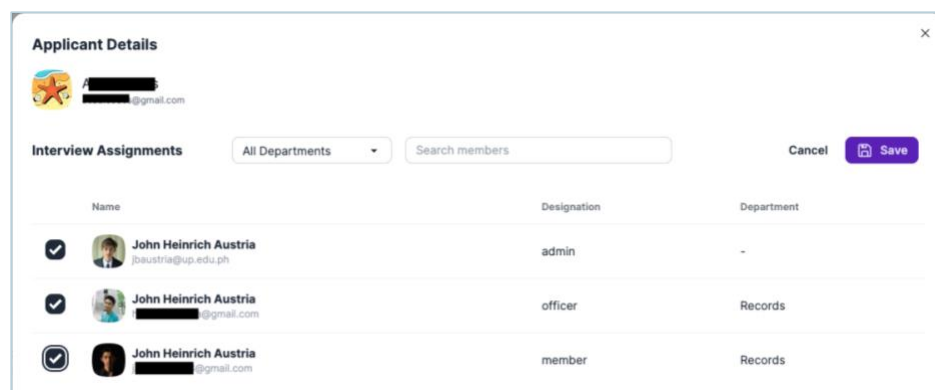 Applicant Details
@gmail.com
Interview Assignments All Departments Search members Cancel Save
Name Designation Department
John Heinrich Austria
jbaustria@up.edu.ph
admin -
John Heinrich Austria
@gmail.com
officer Records
John Heinrich Austria
@gmail.com
member Records